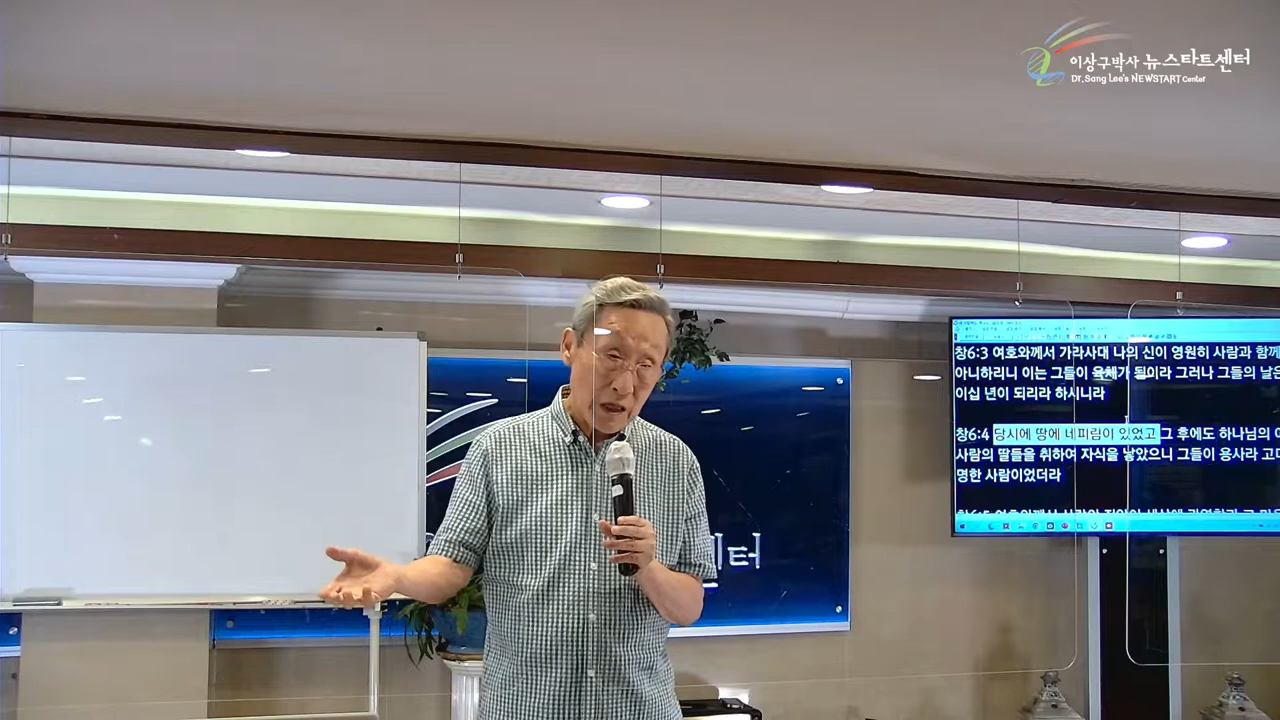 이상구박사 뉴스타트센터
Dr. Sang Lee's NEWSTART Center
창6:3 여호와께서 가라사대 나의 신이 영원히 사람과 함께
아니하리니 이는 그들이 육체가 됨이라 그러나 그들의 날은
이십 년이 되리라 하시니라
창6:4 당시에 땅에 네피림이 있었고 그 후에도 하나님의
사람의 딸들을 취하여 자식을 낳았으니 그들이 용사라 고대
명한 사람이었더라
센터